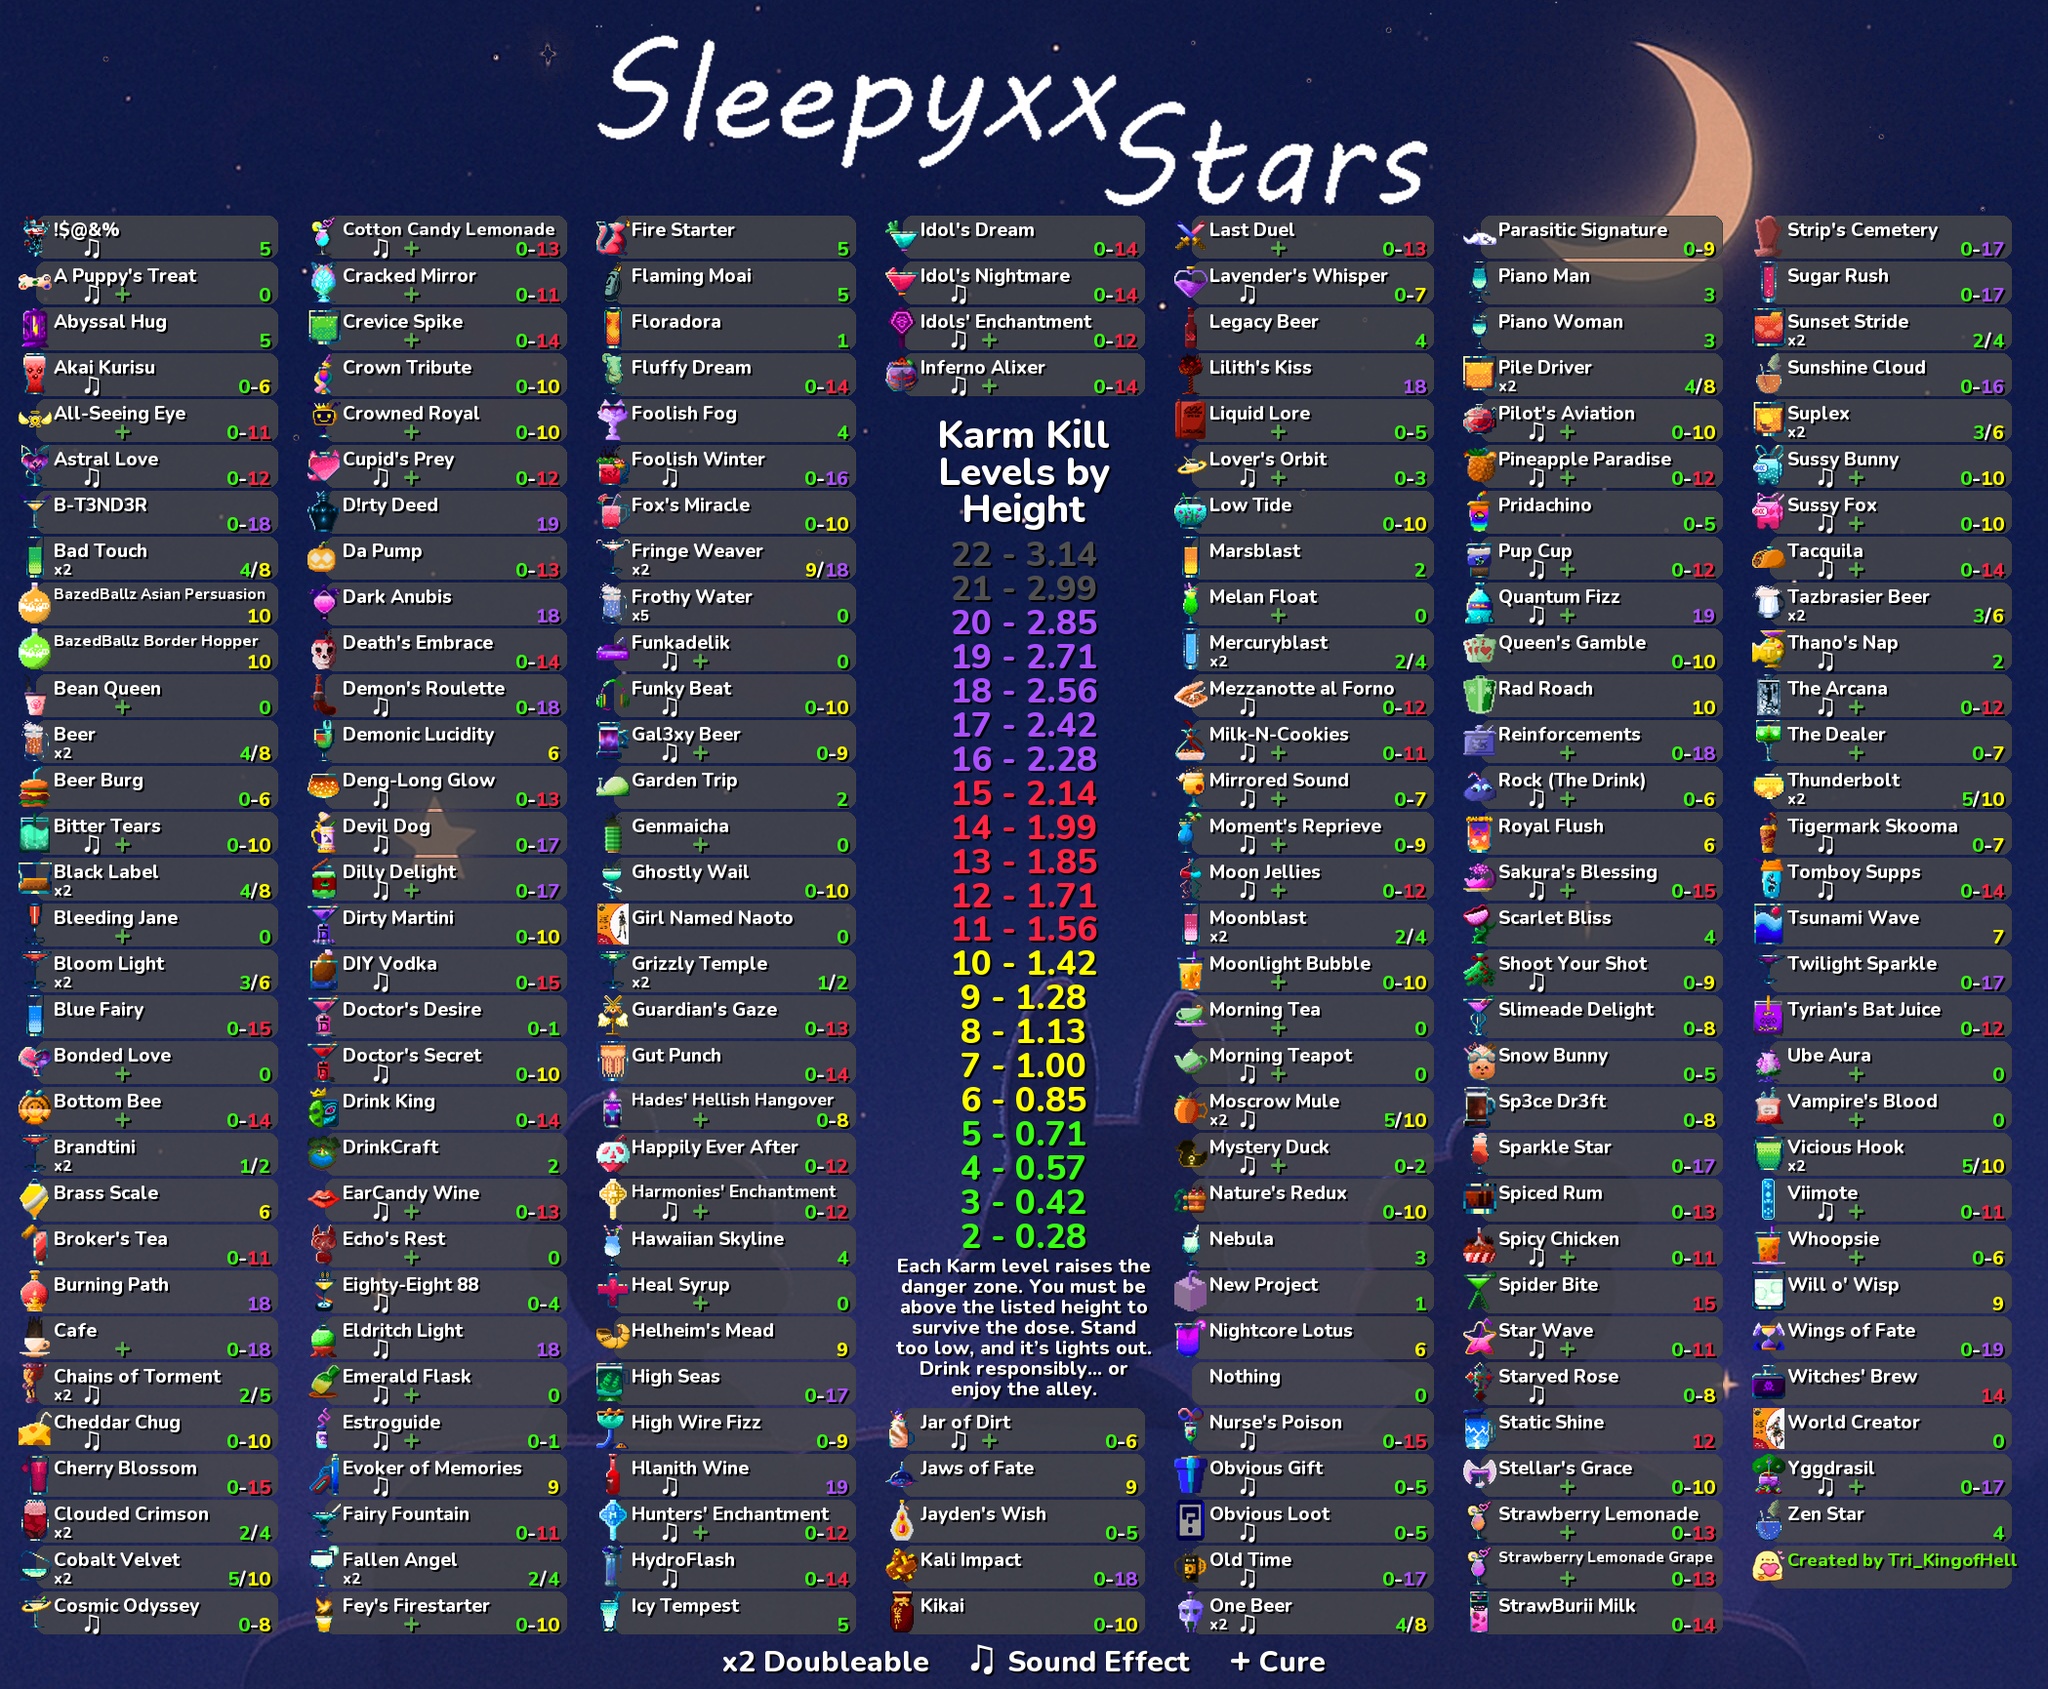 Sleepyxx
Stars
!$@&%
♫ 5
A Puppy's Treat
♫ + 0
Abyssal Hug
5
Akai Kurisu
♫ 0-6
All-Seeing Eye
+ 0-11
Astral Love
♫ 0-12
B-T3ND3R
0-18
Bad Touch
x2 4/8
BazedBallz Asian Persuasion
10
BazedBallz Border Hopper
10
Bean Queen
+ 0
Beer
x2 4/8
Beer Burg
0-6
Bitter Tears
♫ + 0-10
Black Label
x2 4/8
Bleeding Jane
+ 0
Bloom Light
x2 3/6
Blue Fairy
0-15
Bonded Love
+ 0
Bottom Bee
+ 0-14
Brandtini
x2 1/2
Brass Scale
6
Broker's Tea
0-11
Burning Path
18
Cafe
+ 0-18
Chains of Torment
x2 ♫ 2/5
Cheddar Chug
♫ 0-10
Cherry Blossom
0-15
Clouded Crimson
x2 2/4
Cobalt Velvet
x2 5/10
Cosmic Odyssey
♫ 0-8
Cotton Candy Lemonade
♫ + 0-13
Cracked Mirror
+ 0-11
Crevice Spike
+ 0-14
Crown Tribute
0-10
Crowned Royal
+ 0-10
Cupid's Prey
♫ + 0-12
D!rty Deed
19
Da Pump
0-13
Dark Anubis
18
Death's Embrace
0-14
Demon's Roulette
♫ 0-18
Demonic Lucidity
6
Deng-Long Glow
♫ 0-13
Devil Dog
♫ 0-17
Dilly Delight
♫ + 0-17
Dirty Martini
0-10
DIY Vodka
♫ 0-15
Doctor's Desire
0-1
Doctor's Secret
♫ 0-10
Drink King
0-14
DrinkCraft
2
EarCandy Wine
♫ + 0-13
Echo's Rest
+ 0
Eighty-Eight 88
♫ 0-4
Eldritch Light
♫ 18
Emerald Flask
♫ + 0
Estroguide
♫ + 0-1
Evoker of Memories
♫ 9
Fairy Fountain
0-11
Fallen Angel
x2 2/4
Fey's Firestarter
+ 0-10
Fire Starter
5
Flaming Moai
5
Floradora
1
Fluffy Dream
0-14
Foolish Fog
4
Foolish Winter
♫ 0-16
Fox's Miracle
0-10
Fringe Weaver
x2 9/18
Frothy Water
x5 0
Funkadelik
♫ + 0
Funky Beat
♫ 0-10
Gal3xy Beer
♫ + 0-9
Garden Trip
2
Genmaicha
+ 0
Ghostly Wail
0-10
Girl Named Naoto
0
Grizzly Temple
x2 1/2
Guardian's Gaze
0-13
Gut Punch
0-14
Hades' Hellish Hangover
+ 0-8
Happily Ever After
0-12
Harmonies' Enchantment
♫ + 0-12
Hawaiian Skyline
4
Heal Syrup
+ 0
Helheim's Mead
9
High Seas
0-17
High Wire Fizz
0-9
Hlanith Wine
19
Hunters' Enchantment
♫ + 0-12
HydroFlash
♫ 0-14
Icy Tempest
5
Idol's Dream
0-14
Idol's Nightmare
♫ 0-14
Idols' Enchantment
♫ + 0-12
Inferno Alixer
♫ + 0-14
Karm Kill
Levels by
Height
22 - 3.14
21 - 2.99
20 - 2.85
19 - 2.71
18 - 2.56
17 - 2.42
16 - 2.28
15 - 2.14
14 - 1.99
13 - 1.85
12 - 1.71
11 - 1.56
10 - 1.42
9 - 1.28
8 - 1.13
7 - 1.00
6 - 0.85
5 - 0.71
4 - 0.57
3 - 0.42
2 - 0.28
Each Karm level raises the
danger zone. You must be
above the listed height to
survive the dose. Stand
too low, and it's lights out.
Drink responsibly... or
enjoy the alley.
Jar of Dirt
♫ + 0-6
Jaws of Fate
9
Jayden's Wish
0-5
Kali Impact
0-18
Kikai
0-10
Last Duel
+ 0-13
Lavender's Whisper
♫ 0-7
Legacy Beer
4
Lilith's Kiss
18
Liquid Lore
+ 0-5
Lover's Orbit
♫ + 0-3
Low Tide
0-10
Marsblast
2
Melan Float
+ 0
Mercuryblast
x2 2/4
Mezzanotte al Forno
♫ 0-12
Milk-N-Cookies
♫ + 0-11
Mirrored Sound
♫ + 0-7
Moment's Reprieve
♫ + 0-9
Moon Jellies
♫ + 0-12
Moonblast
x2 2/4
Moonlight Bubble
+ 0-10
Morning Tea
+ 0
Morning Teapot
♫ + 0
Moscrow Mule
x2 ♫ 5/10
Mystery Duck
♫ + 0-2
Nature's Redux
0-10
Nebula
3
New Project
1
Nightcore Lotus
6
Nothing
0
Nurse's Poison
♫ 0-15
Obvious Gift
♫ 0-5
Obvious Loot
♫ 0-5
Old Time
♫ 0-17
One Beer
x2 ♫ 4/8
Parasitic Signature
0-9
Piano Man
3
Piano Woman
3
Pile Driver
x2 4/8
Pilot's Aviation
♫ + 0-10
Pineapple Paradise
♫ + 0-12
Pridachino
0-5
Pup Cup
♫ + 0-12
Quantum Fizz
♫ + 19
Queen's Gamble
0-10
Rad Roach
10
Reinforcements
+ 0-18
Rock (The Drink)
♫ + 0-6
Royal Flush
6
Sakura's Blessing
♫ + 0-15
Scarlet Bliss
4
Shoot Your Shot
♫ 0-9
Slimeade Delight
0-8
Snow Bunny
0-5
Sp3ce Dr3ft
0-8
Sparkle Star
0-17
Spiced Rum
0-13
Spicy Chicken
♫ + 0-11
Spider Bite
15
Star Wave
♫ + 0-11
Starved Rose
♫ 0-8
Static Shine
12
Stellar's Grace
+ 0-10
Strawberry Lemonade
+ 0-13
Strawberry Lemonade Grape
+ 0-13
StrawBurii Milk
0-14
Strip's Cemetery
0-17
Sugar Rush
0-17
Sunset Stride
x2 2/4
Sunshine Cloud
0-16
Suplex
x2 3/6
Sussy Bunny
♫ + 0-10
Sussy Fox
♫ + 0-10
Tacquila
♫ + 0-14
Tazbrasier Beer
x2 3/6
Thano's Nap
♫ 2
The Arcana
♫ + 0-12
The Dealer
+ 0-7
Thunderbolt
x2 5/10
Tigermark Skooma
♫ 0-7
Tomboy Supps
♫ 0-14
Tsunami Wave
7
Twilight Sparkle
0-17
Tyrian's Bat Juice
0-12
Ube Aura
+ 0
Vampire's Blood
+ 0
Vicious Hook
x2 5/10
Viimote
♫ + 0-11
Whoopsie
+ 0-6
Will o' Wisp
9
Wings of Fate
0-19
Witches' Brew
14
World Creator
0
Yggdrasil
♫ + 0-17
Zen Star
4
Created by Tri_KingofHell
x2 Doubleable ♫ Sound Effect + Cure